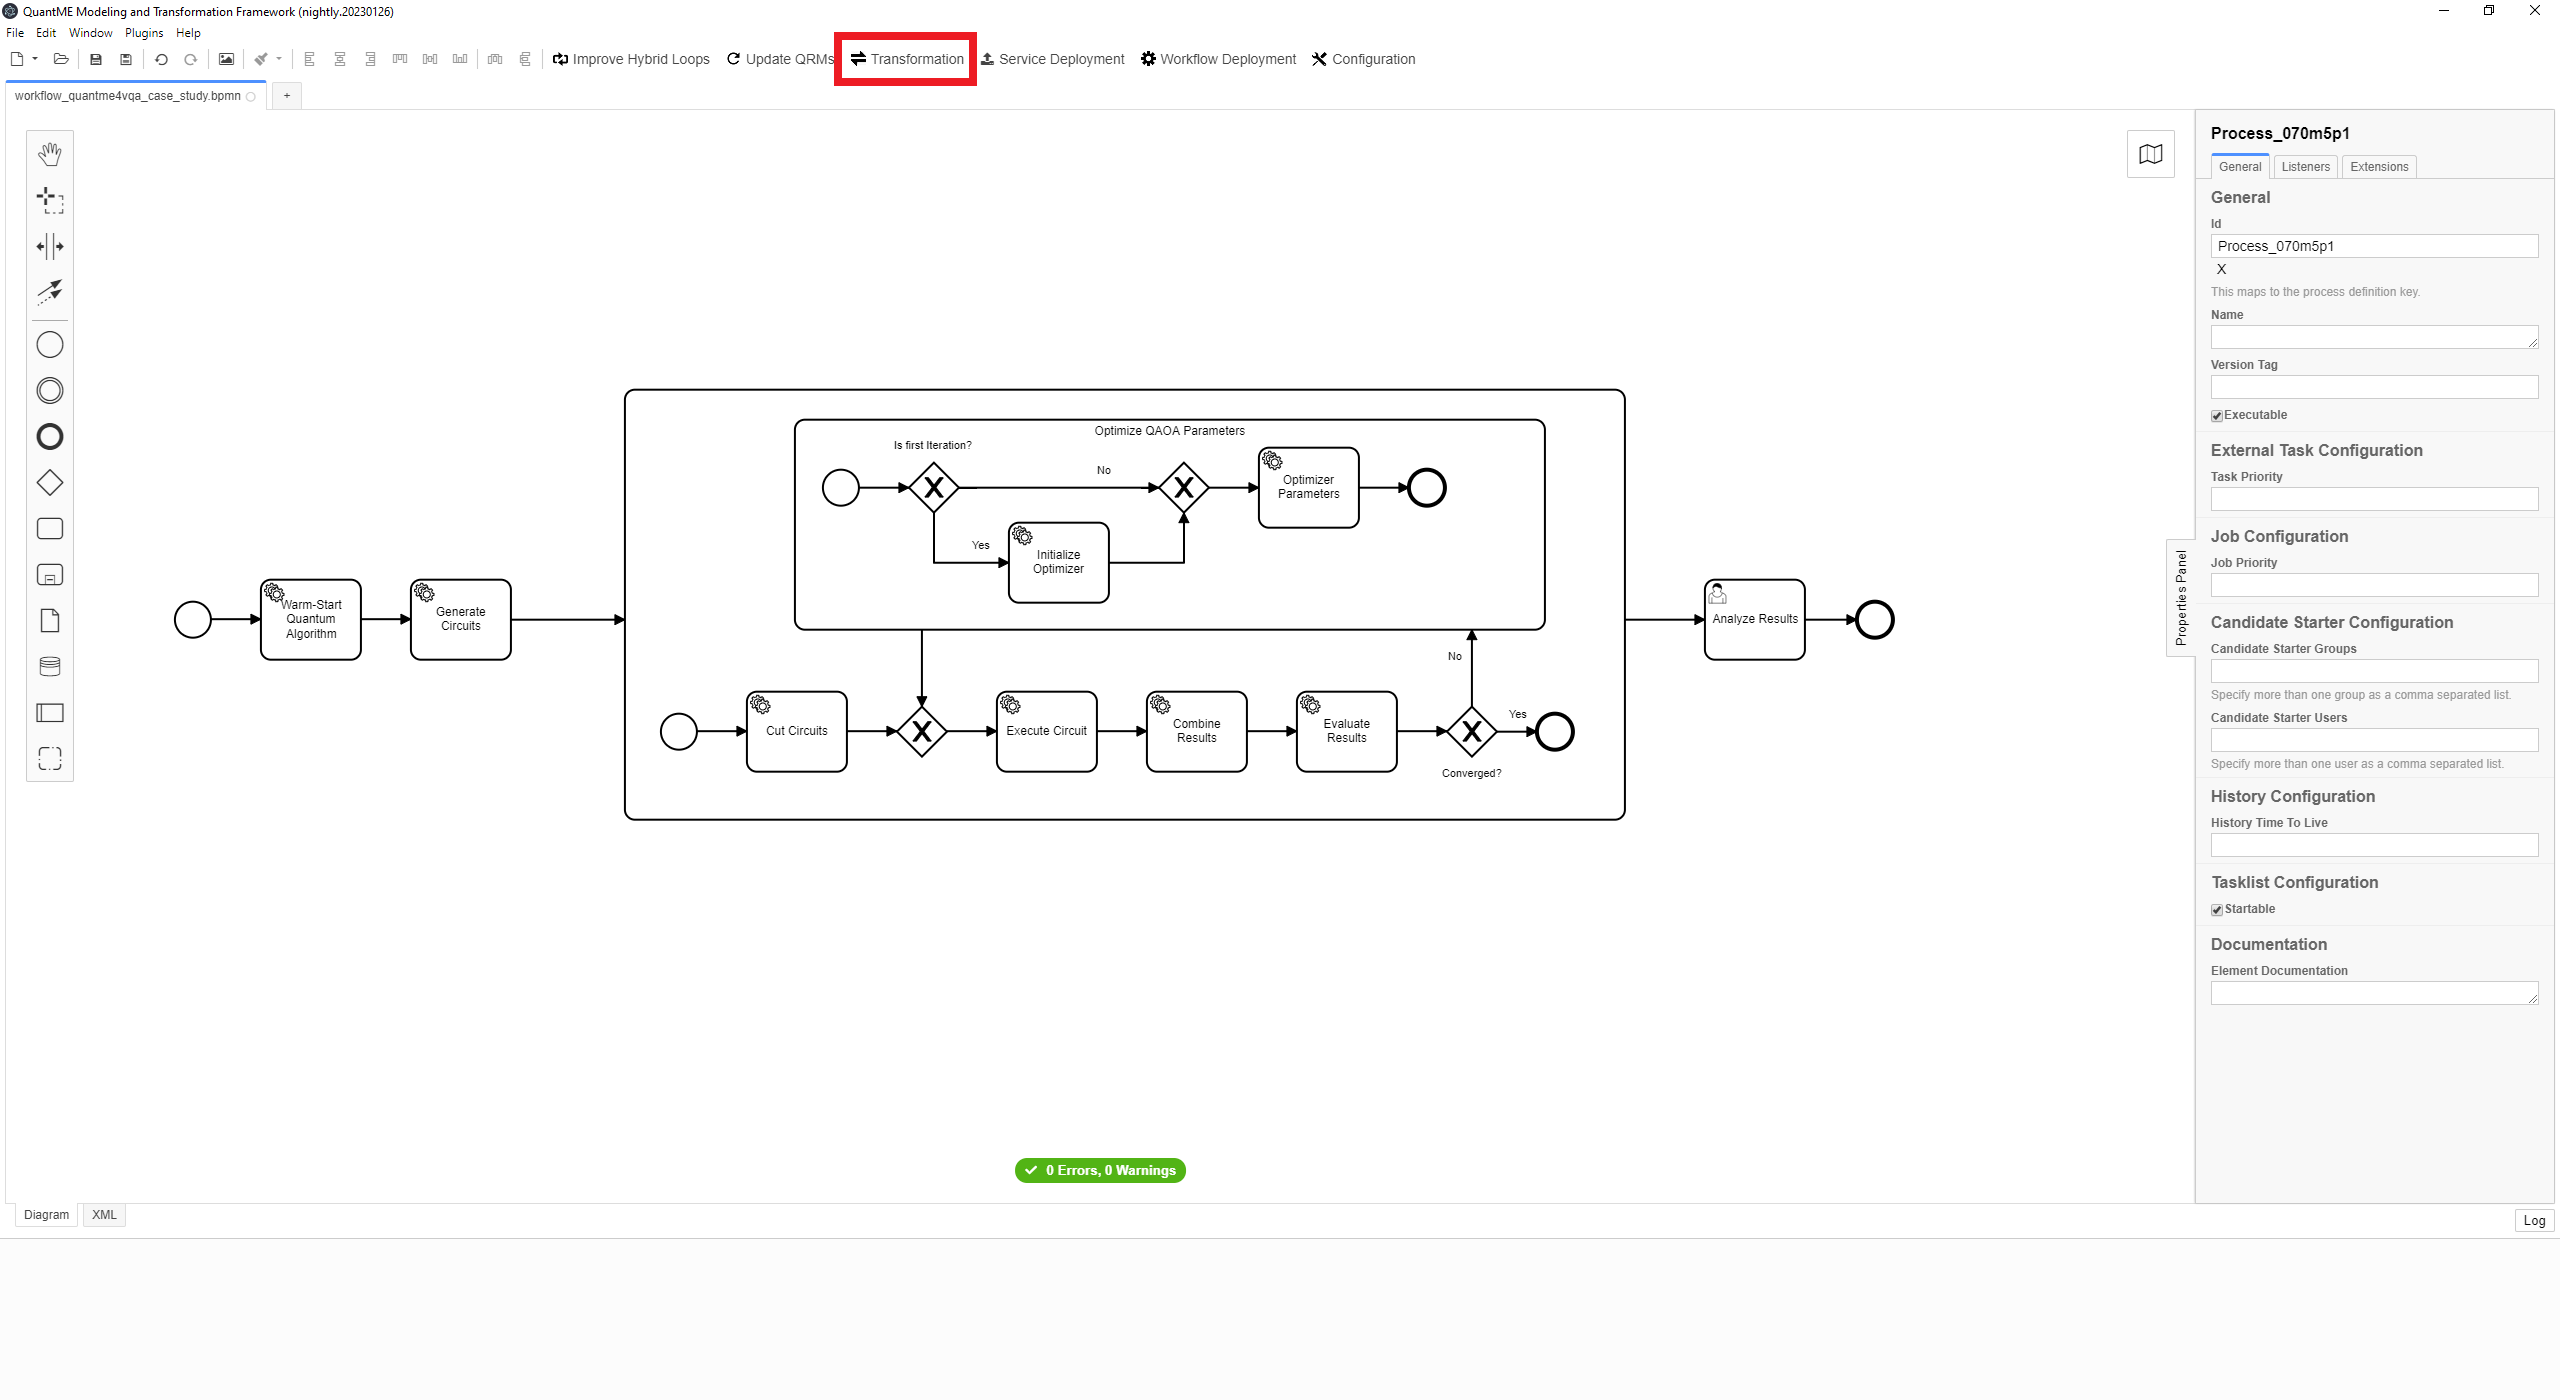 QuantME Modeling and Transformation Framework (nightly.20230126)
File Edit Window Plugins Help
Improve Hybrid Loops Update QRMs Transformation Service Deployment Workflow Deployment Configuration
workflow_quantme4vqa_case_study.bpmn +
Optimize QAOA Parameters
Is first Iteration?
No
Optimizer
Parameters
Yes
Initialize
Optimizer
Warm-Start
Quantum
Algorithm
Generate
Circuits
No
Cut Circuits
Execute Circuit
Combine
Results
Evaluate
Results
Yes
Converged?
Analyze Results
0 Errors, 0 Warnings
Properties Panel
Process_070m5p1
General Listeners Extensions
General
Id
Process_070m5p1
X
This maps to the process definition key.
Name
Version Tag
Executable
External Task Configuration
Task Priority
Job Configuration
Job Priority
Candidate Starter Configuration
Candidate Starter Groups
Specify more than one group as a comma separated list.
Candidate Starter Users
Specify more than one user as a comma separated list.
History Configuration
History Time To Live
Tasklist Configuration
Startable
Documentation
Element Documentation
Diagram XML
Log